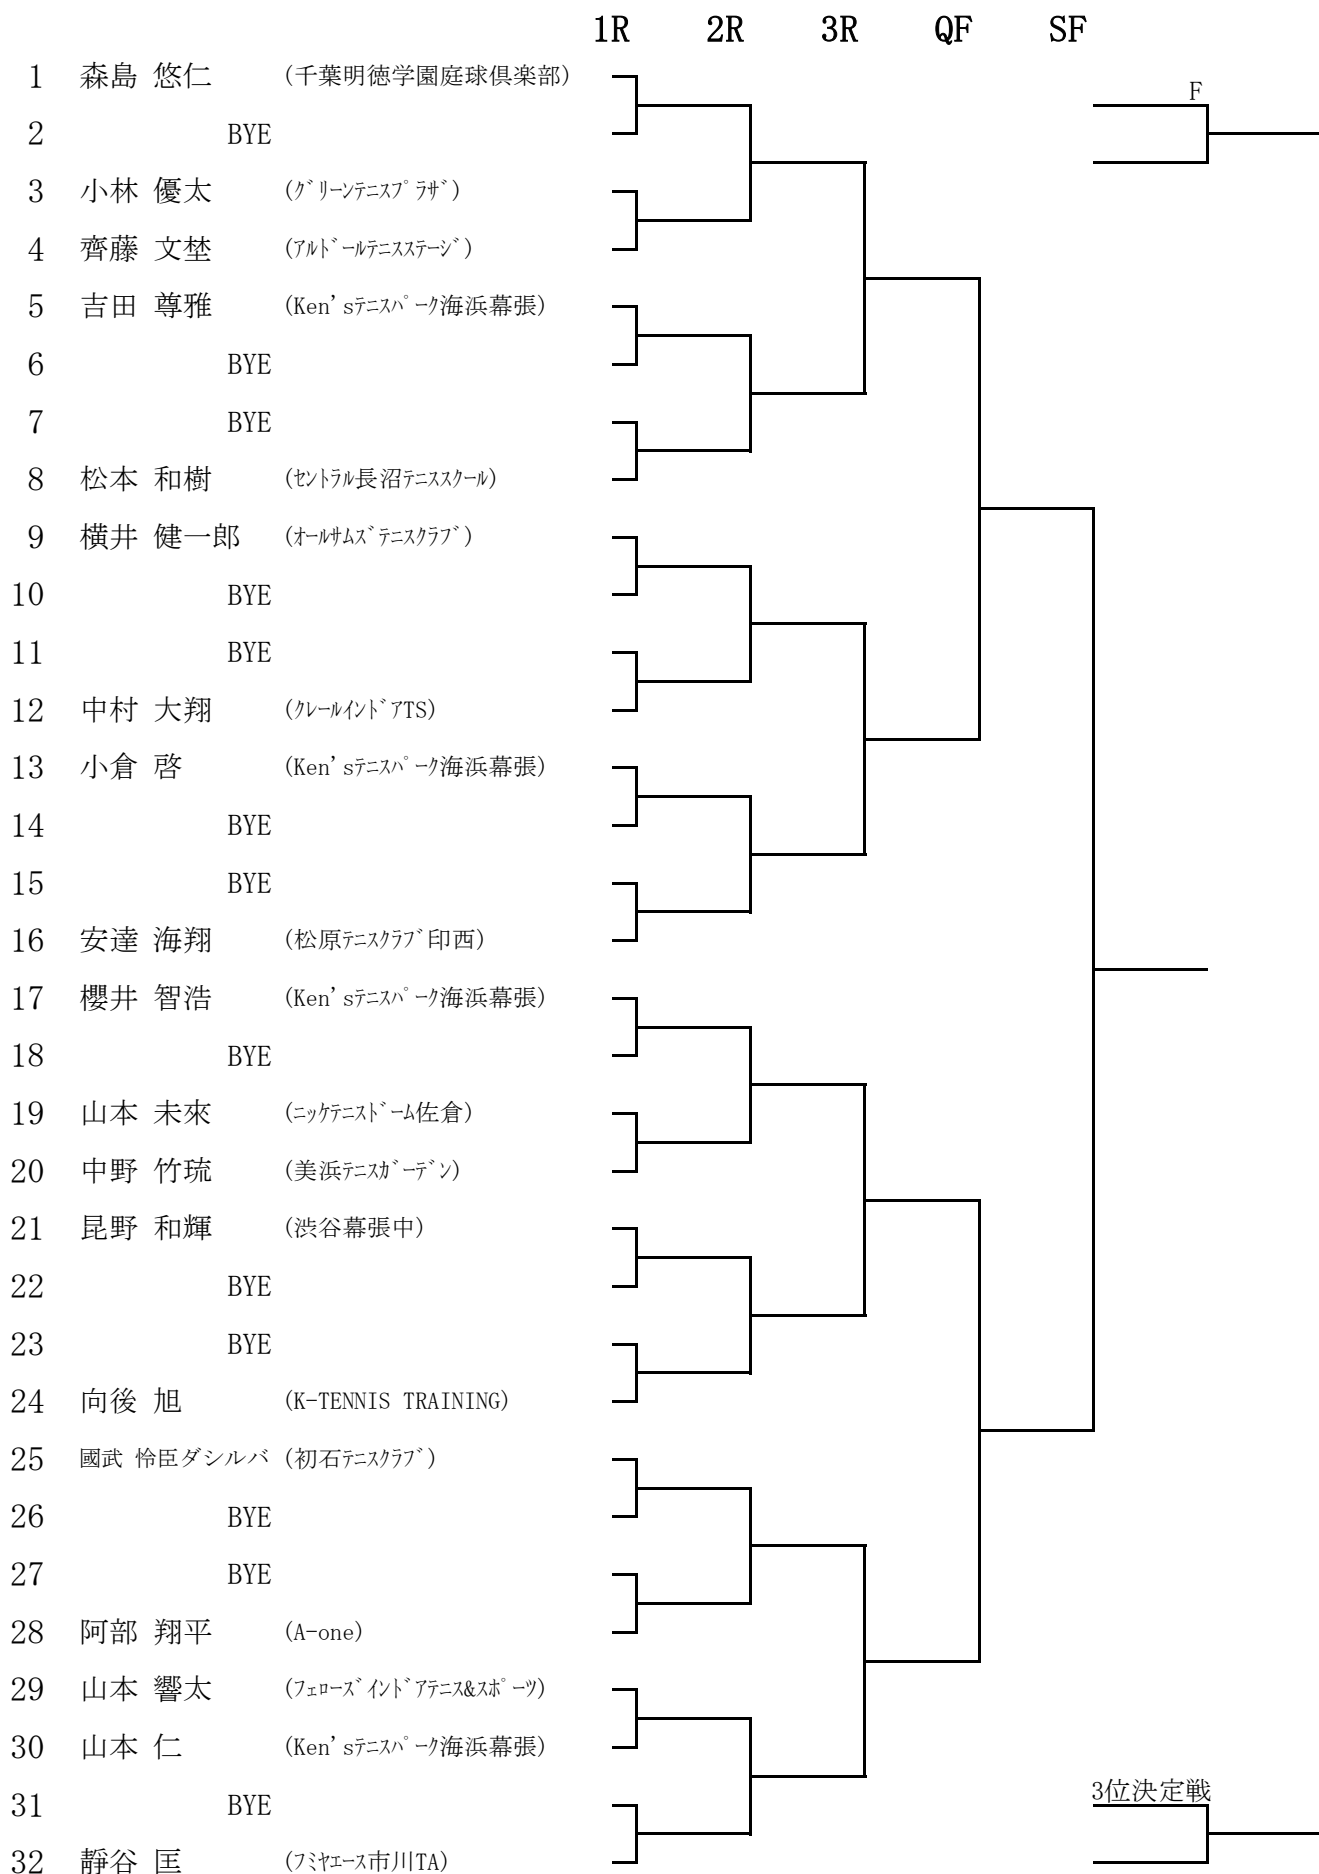 1R 2R 3R QF SF
1 森島 悠仁 (千葉明徳学園庭球倶楽部)
F
2 BYE
3 小林 優太 (ｸﾞﾘｰﾝﾃﾆｽﾌﾟﾗｻﾞ)
4 齊藤 文埜 (ｱﾙﾄﾞｰﾙﾃﾆｽｽﾃｰｼﾞ)
5 吉田 尊雅 (Ken'sﾃﾆｽﾊﾟｰｸ海浜幕張)
6 BYE
7 BYE
8 松本 和樹 (ｾﾝﾄﾗﾙ長沼ﾃﾆｽｽｸｰﾙ)
9 横井 健一郎 (ｵｰﾙｻﾑｽﾞﾃﾆｽｸﾗﾌﾞ)
10 BYE
11 BYE
12 中村 大翔 (ｸﾚｰﾙｲﾝﾄﾞｱTS)
13 小倉 啓 (Ken'sﾃﾆｽﾊﾟｰｸ海浜幕張)
14 BYE
15 BYE
16 安達 海翔 (松原ﾃﾆｽｸﾗﾌﾞ印西)
17 櫻井 智浩 (Ken'sﾃﾆｽﾊﾟｰｸ海浜幕張)
18 BYE
19 山本 未來 (ﾆｯｹﾃﾆｽﾄﾞｰﾑ佐倉)
20 中野 竹琉 (美浜ﾃﾆｽｶﾞｰﾃﾞﾝ)
21 昆野 和輝 (渋谷幕張中)
22 BYE
23 BYE
24 向後 旭 (K-TENNIS TRAINING)
25 國武 怜臣ダシルバ (初石ﾃﾆｽｸﾗﾌﾞ)
26 BYE
27 BYE
28 阿部 翔平 (A-one)
29 山本 響太 (ﾌｪﾛｰｽﾞｲﾝﾄﾞｱﾃﾆｽ&ｽﾎﾟｰﾂ)
30 山本 仁 (Ken'sﾃﾆｽﾊﾟｰｸ海浜幕張)
3位決定戦
31 BYE
32 靜谷 匡 (ﾌﾐﾔｴｰｽ市川TA)